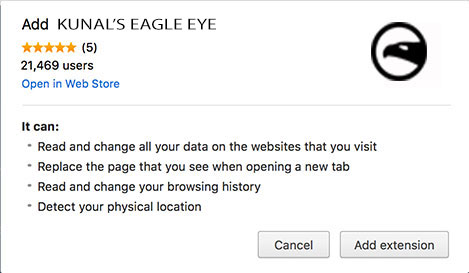 Add KUNAL'S EAGLE EYE
★★★★★ (5)
21,469 users
Open in Web Store
It can:
• Read and change all your data on the websites that you visit
• Replace the page that you see when opening a new tab
• Read and change your browsing history
• Detect your physical location
Cancel Add extension